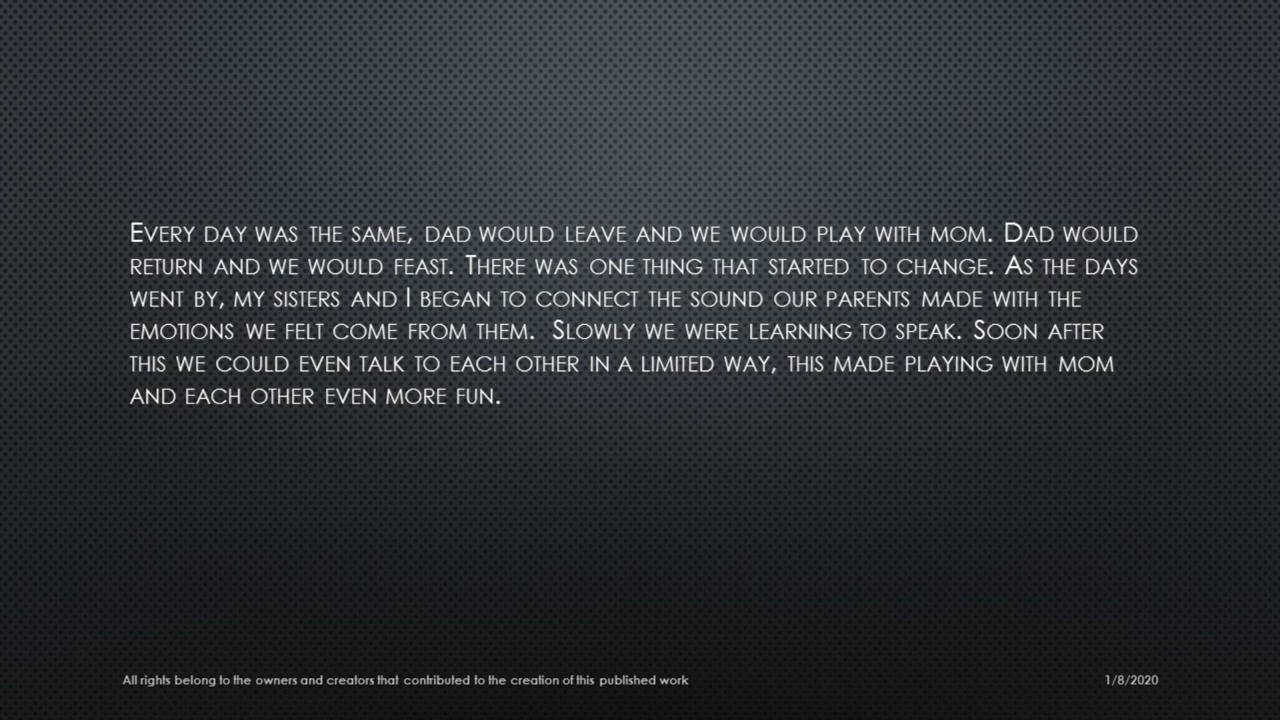 Every day was the same, dad would leave and we would play with mom. Dad would
return and we would feast. There was one thing that started to change. As the days
went by, my sisters and I began to connect the sound our parents made with the
emotions we felt come from them.  Slowly we were learning to speak. Soon after
this we could even talk to each other in a limited way, this made playing with mom
and each other even more fun.
All rights belong to the owners and creators that contributed to the creation of this published work
1/8/2020